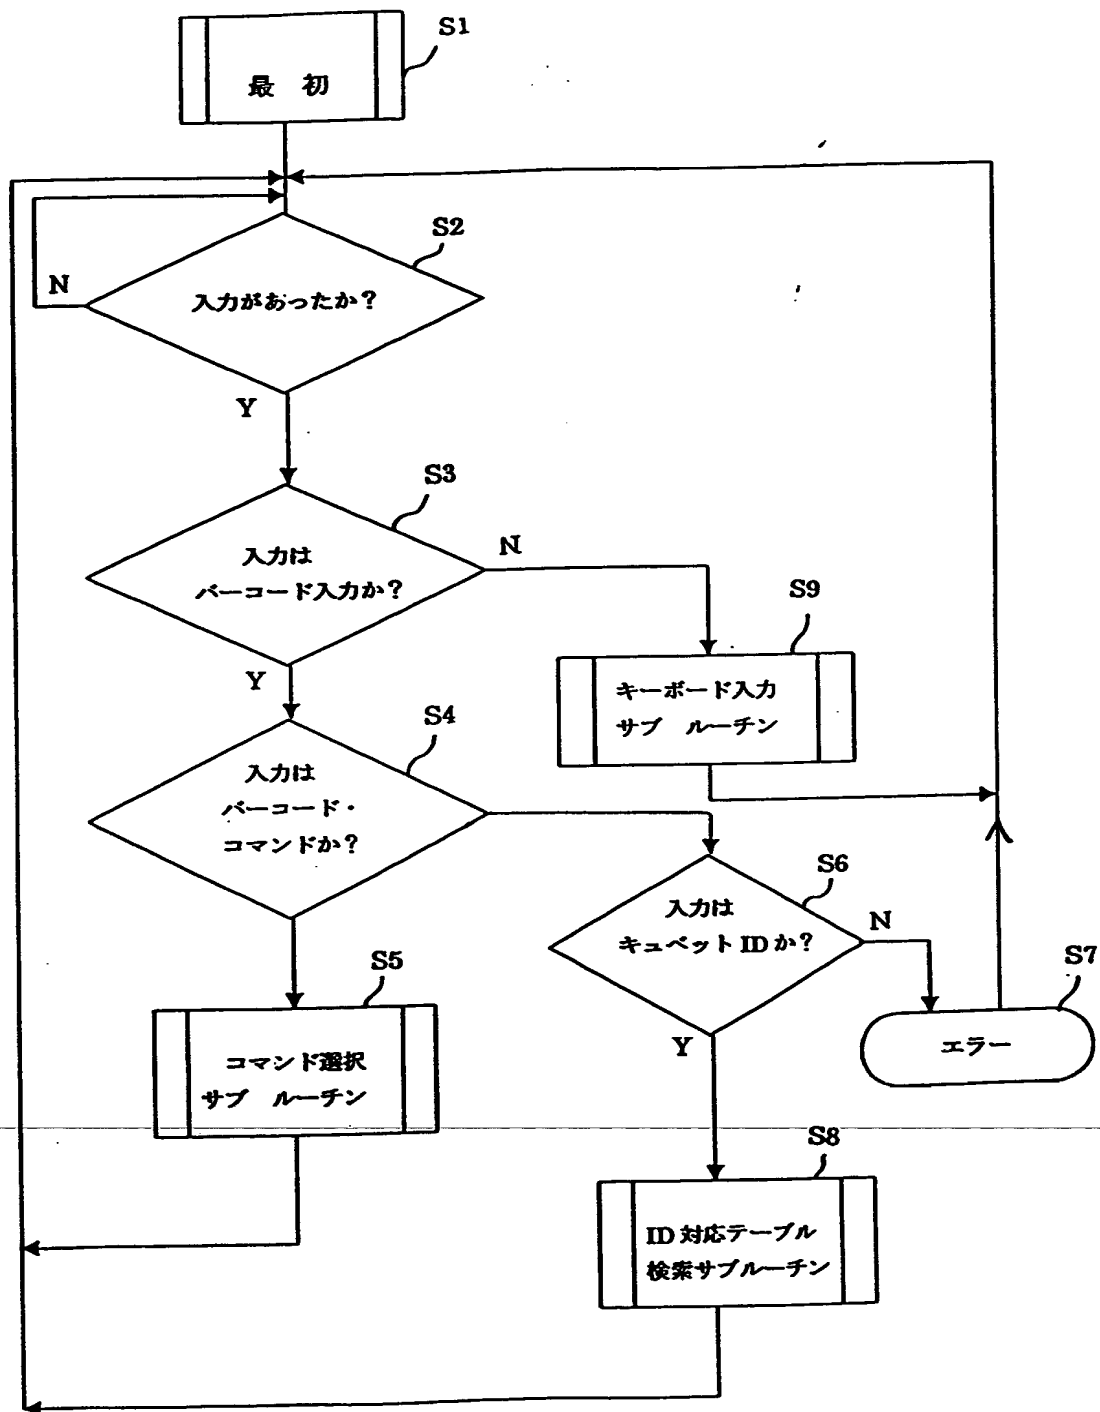 S1
最 初
S2
N
入力があったか？
Y
S3
入力は
バーコード入力か？
N
S9
キーボード入力
サブ ルーチン
Y
S4
入力は
バーコード・
コマンドか？
S6
入力は
キュベット IDか？
N
S7
エラー
S5
コマンド選択
サブ ルーチン
Y
S8
ID 対応テーブル
検索サブルーチン